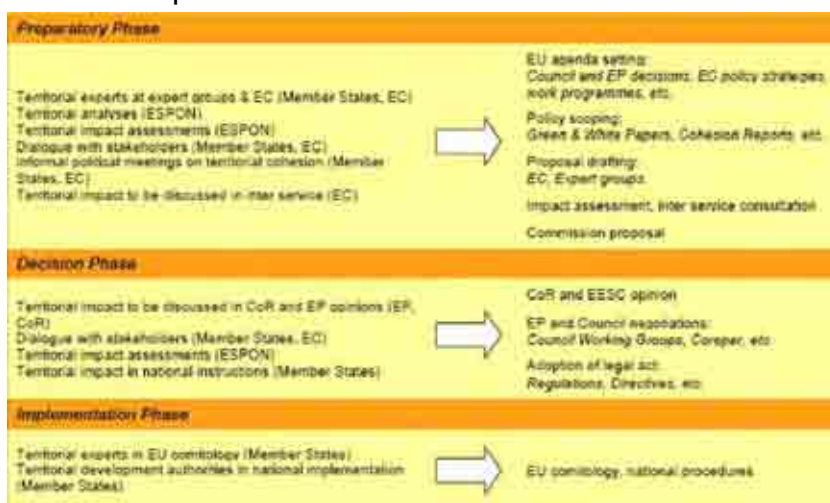 Preparatory Phase
Territorial experts at expert groups & EC (Member States, EC)
Territorial analyses (ESPON)
Territorial impact assessments (ESPON)
Dialogue with stakeholders (Member States, EC)
Informal political meetings on territorial cohesion (Member
States, EC)
Territorial impact to be discussed in inter service (EC)
EU agenda setting:
Council and EP decisions, EC policy strategies,
work programmes, etc.
Policy scoping:
Green & White Papers, Cohesion Reports, etc.
Proposal drafting:
EC, Expert groups
Impact assessment, inter service consultation
Commission proposal
Decision Phase
Territorial impact to be discussed in CoR and EP opinions (EP,
CoR)
Dialogue with stakeholders (Member States, EC)
Territorial impact assessments (ESPON)
Territorial impact in national instructions (Member States)
CoR and EESC opinion
EP and Council negotiations:
Council Working Groups, Coreper, etc.
Adoption of legal act:
Regulations, Directives, etc.
Implementation Phase
Territorial experts in EU comitology (Member States)
Territorial development authorities in national implementation
(Member States)
EU comitology, national procedures